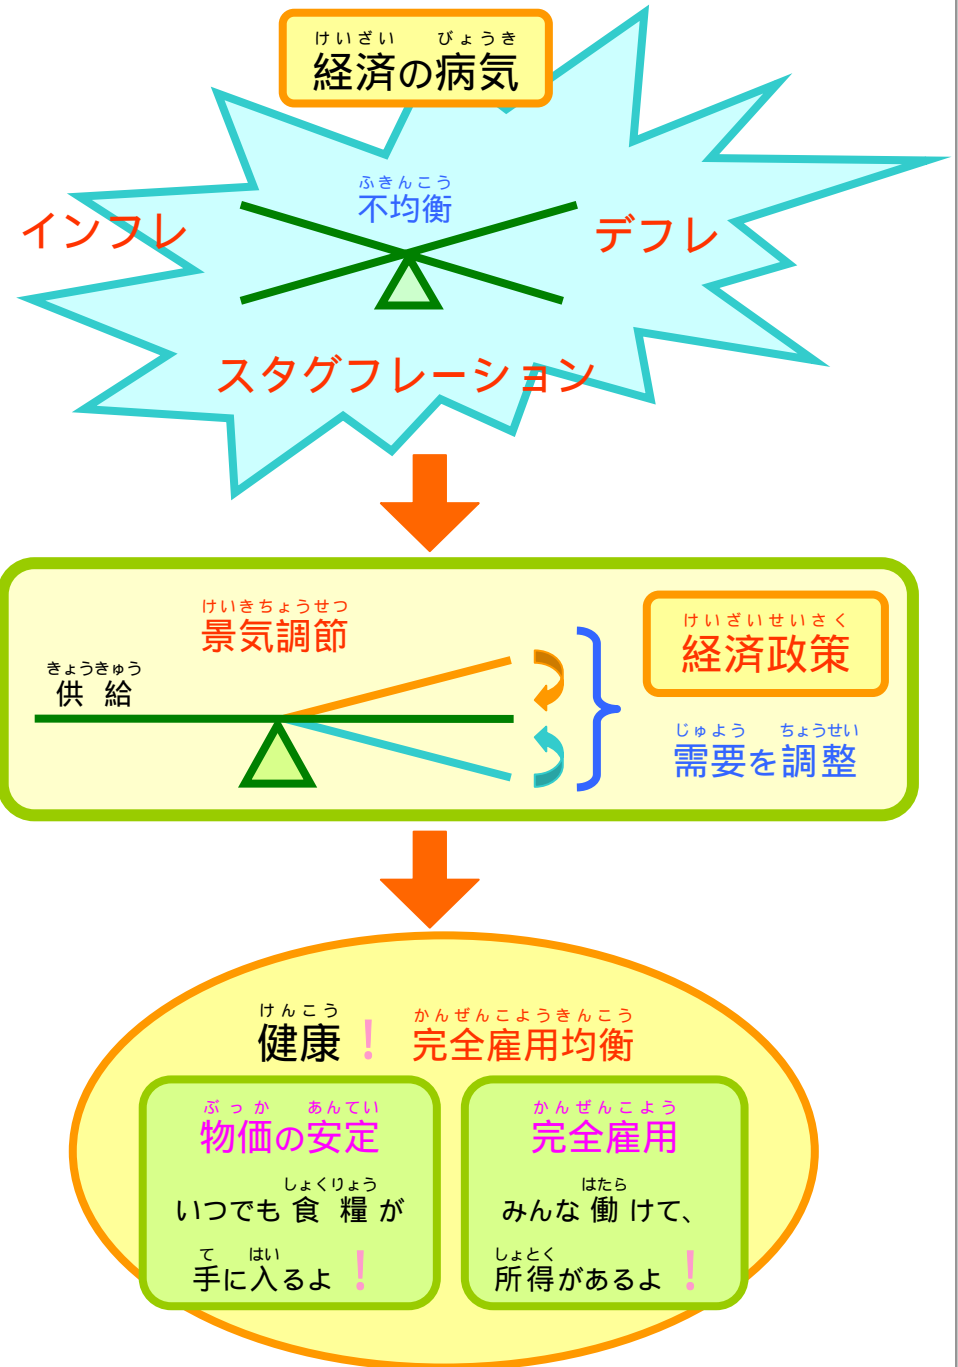 けいざい びょうき
経済の病気
ふきんこう
不均衡
インフレ
デフレ
スタグフレーション
けいきちょうせつ
景気調節
きょうきゅう
供給
けいざいせいさく
経済政策
じゅよう ちょうせい
需要を調整
けんこう
健康!
かんぜんこようきんこう
完全雇用均衡
ぶっか あんてい
物価の安定
しょくりょう
いつでも食糧が
て はい
手に入るよ!
かんぜんこよう
完全雇用
はたら
みんな働けて、
しょとく
所得があるよ!